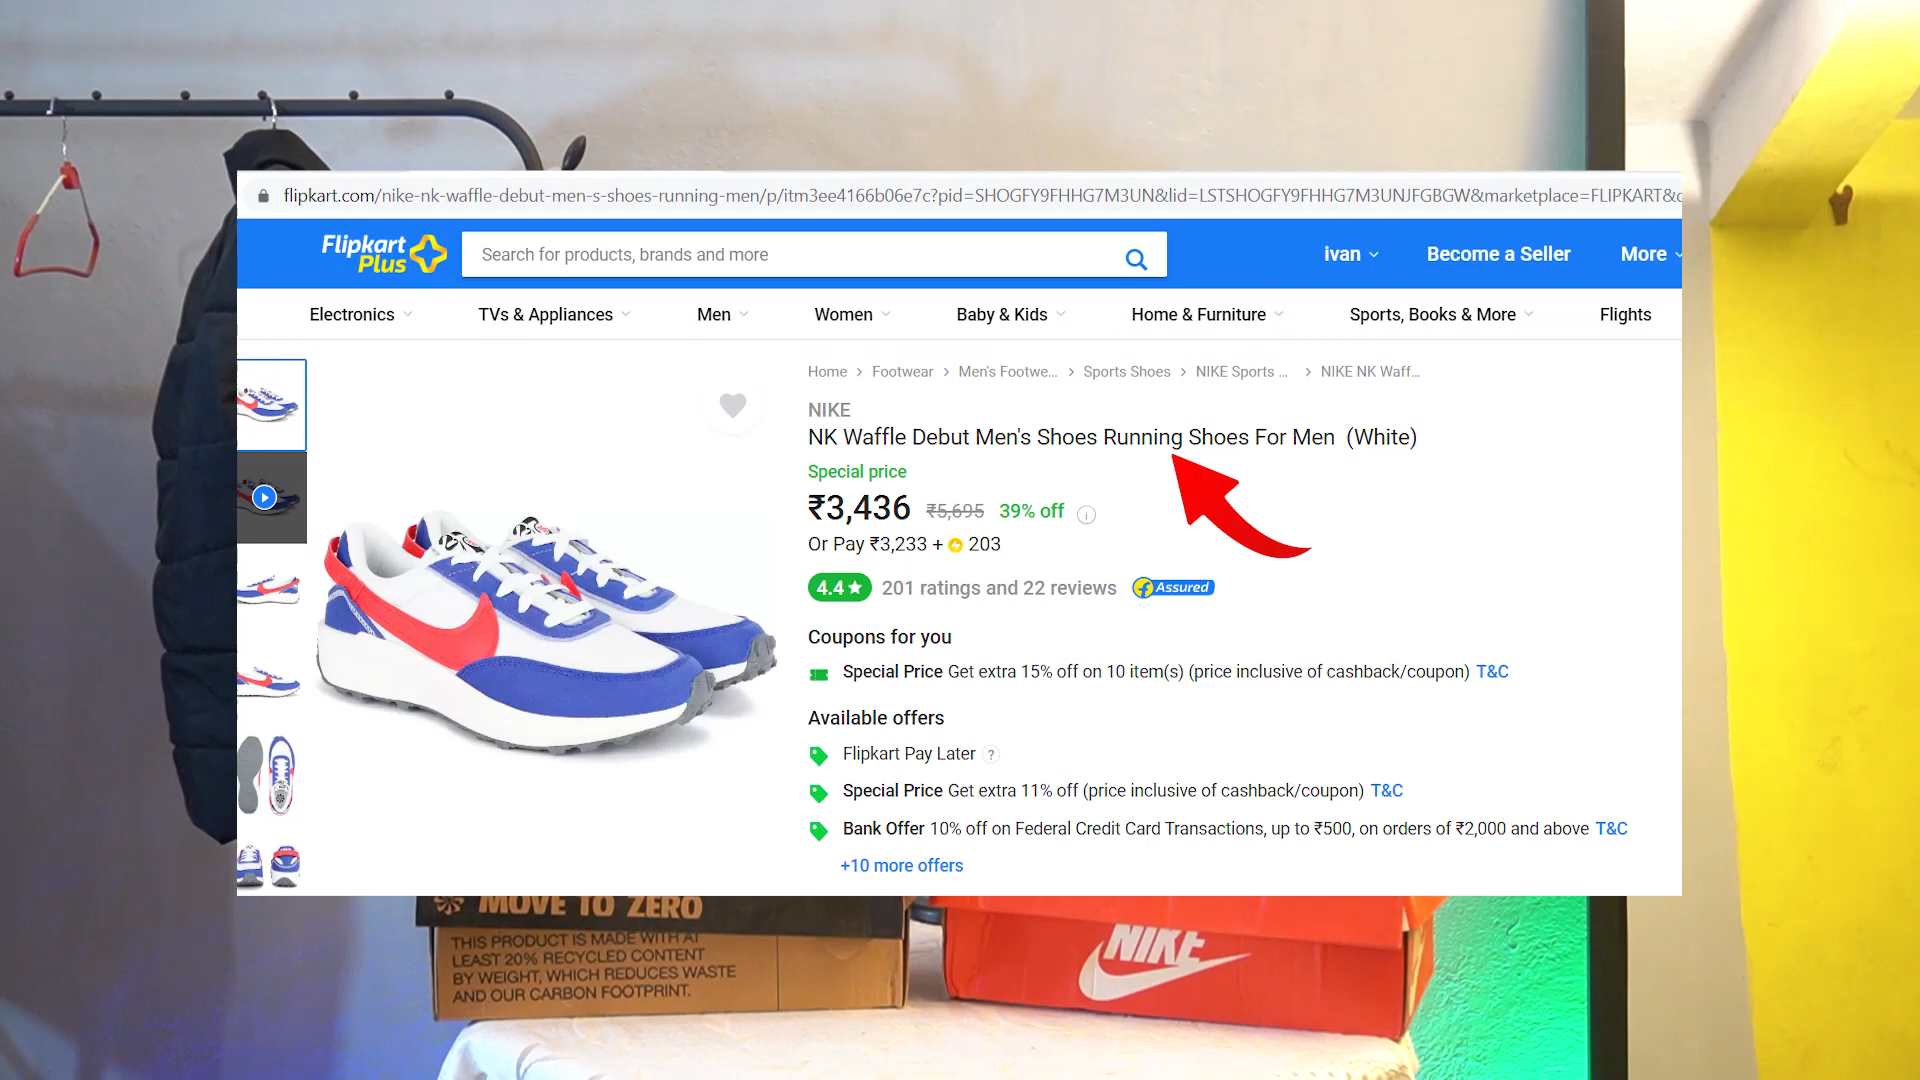 flipkart.com/nike-nk-waffle-debut-men-s-shoes-running-men/p/itm3ee4166b06e7c?pid=SHOGFY9FHHG7M3UN&lid=LSTSHOGFY9FHHG7M3UNJFGBGW&marketplace=FLIPKART&
Flipkart
Plus
Search for products, brands and more
ivan
Become a Seller
More
Electronics
TVs & Appliances
Men
Women
Baby & Kids
Home & Furniture
Sports, Books & More
Flights
Home > Footwear > Men's Footwe... > Sports Shoes > NIKE Sports ... > NIKE NK Waff...
NIKE
NK Waffle Debut Men's Shoes Running Shoes For Men (White)
Special price
₹3,436 ₹5,695 39% off
Or Pay ₹3,233 + 203
4.4★ 201 ratings and 22 reviews Assured
Coupons for you
Special Price Get extra 15% off on 10 item(s) (price inclusive of cashback/coupon) T&C
Available offers
Flipkart Pay Later ?
Special Price Get extra 11% off (price inclusive of cashback/coupon) T&C
Bank Offer 10% off on Federal Credit Card Transactions, up to ₹500, on orders of ₹2,000 and above T&C
+10 more offers
MOVE TO ZERO
THIS PRODUCT IS MADE WITH AT
LEAST 20% RECYCLED CONTENT
BY WEIGHT, WHICH REDUCES WASTE
AND OUR CARBON FOOTPRINT.
NIKE